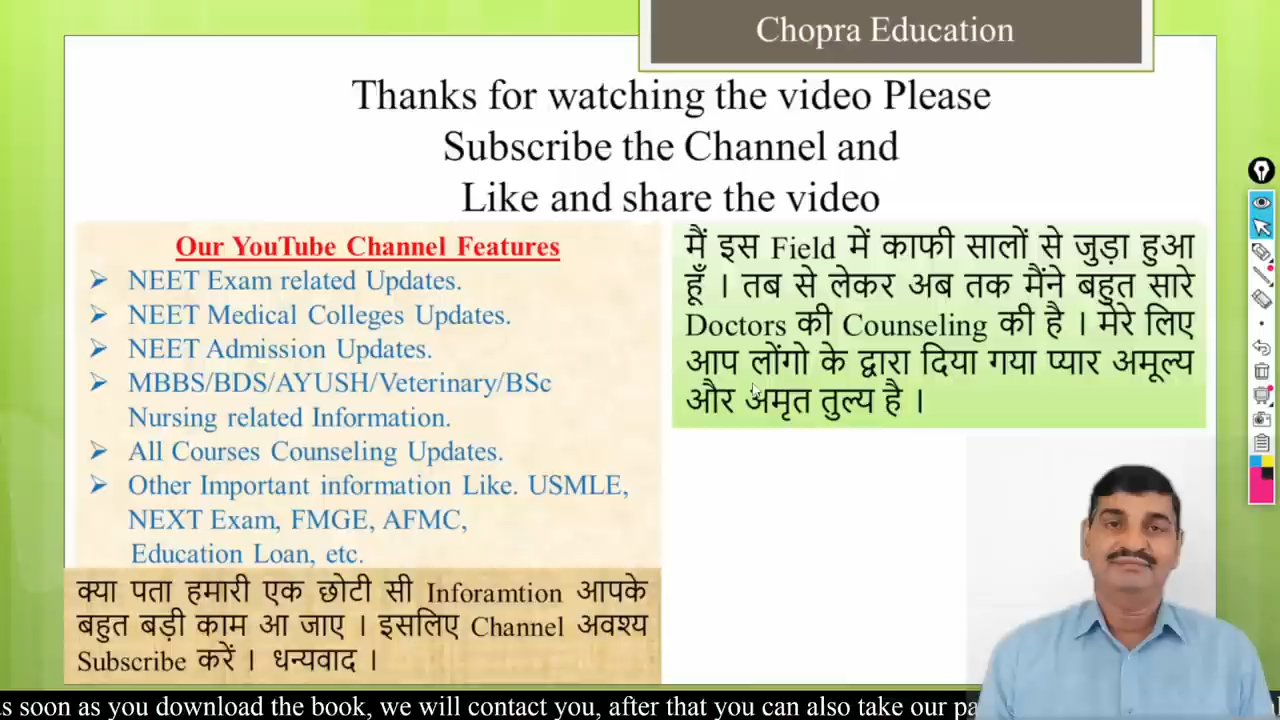 Chopra Education
Thanks for watching the video Please
Subscribe the Channel and
Like and share the video
Our YouTube Channel Features
NEET Exam related Updates.
NEET Medical Colleges Updates.
NEET Admission Updates.
MBBS/BDS/AYUSH/Veterinary/BSc
Nursing related Information.
All Courses Counseling Updates.
Other Important information Like. USMLE,
NEXT Exam, FMGE, AFMC,
Education Loan, etc.
क्या पता हमारी एक छोटी सी Inforamtion आपके
बहुत बड़ी काम आ जाए । इसलिए Channel अवश्य
Subscribe करें । धन्यवाद ।
मैं इस Field में काफी सालों से जुड़ा हुआ
हूँ । तब से लेकर अब तक मैंने बहुत सारे
Doctors की Counseling की है । मेरे लिए
आप लोंगो के द्वारा दिया गया प्यार अमूल्य
और अमृत तुल्य है ।
as soon as you download the book, we will contact you, after that you can also take our